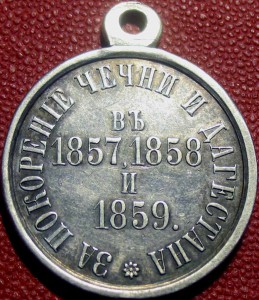 ЗА ПОКОРЕНІЕ ЧЕЧНИ И ДАГЕСТАНА
ВЪ
1857, 1858
И
1859.